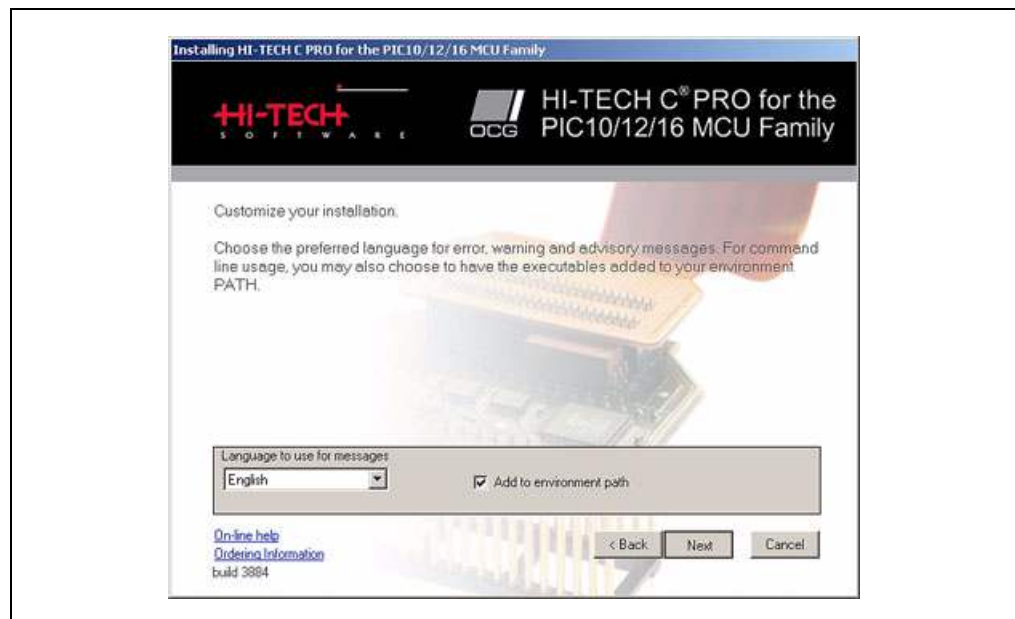 Installing HI-TECH C PRO for the PIC10/12/16 MCU Family
HI-TECH
SOFTWARE
OCG
HI-TECH C® PRO for the
PIC10/12/16 MCU Family
Customize your installation.
Choose the preferred language for error, warning and advisory messages. For command
line usage, you may also choose to have the executables added to your environment
PATH.
Language to use for messages
English
Add to environment path
On-line help
Ordering Information
build 3884
< Back
Next
Cancel